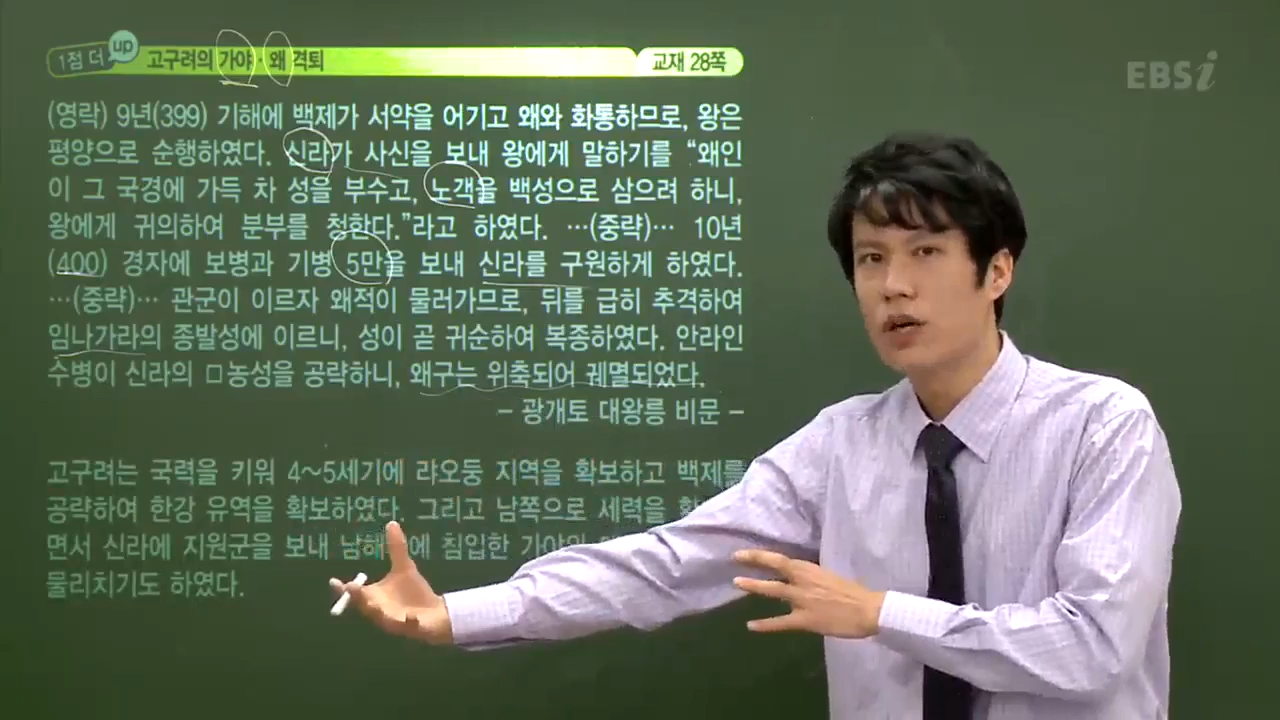 1점 더 up 고구려의 가야·왜 격퇴 교재 28쪽
EBSi
(영락) 9년(399) 기해에 백제가 서약을 어기고 왜와 화통하므로, 왕은
평양으로 순행하였다. 신라가 사신을 보내 왕에게 말하기를 “왜인
이 그 국경에 가득 차 성을 부수고, 노객을 백성으로 삼으려 하니,
왕에게 귀의하여 분부를 청한다.”라고 하였다. …(중략)… 10년
(400) 경자에 보병과 기병 5만을 보내 신라를 구원하게 하였다.
…(중략)… 관군이 이르자 왜적이 물러가므로, 뒤를 급히 추격하여
임나가라의 종발성에 이르니, 성이 곧 귀순하여 복종하였다. 안라인
수병이 신라의 □농성을 공략하니, 왜구는 위축되어 궤멸되었다.
– 광개토 대왕릉 비문 –
고구려는 국력을 키워 4～5세기에 랴오둥 지역을 확보하고 백제를
공략하여 한강 유역을 확보하였다. 그리고 남쪽으로 세력을
면서 신라에 지원군을 보내 침입한
물리치기도 하였다.